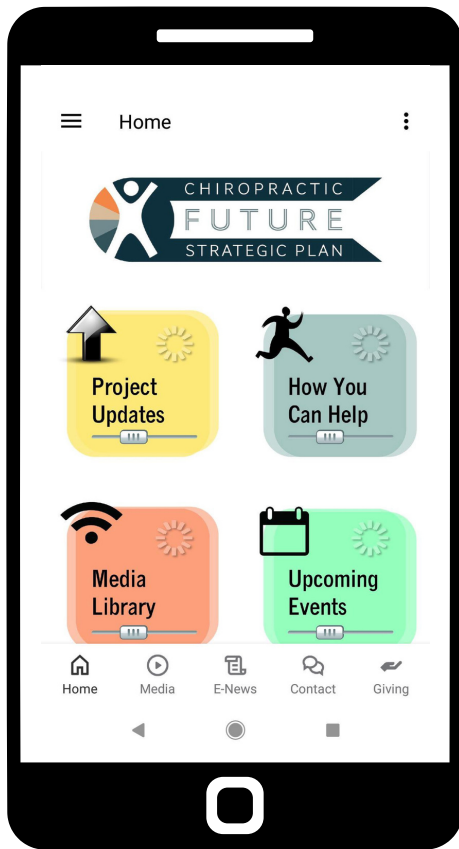 Home
CHIROPRACTIC
FUTURE
STRATEGIC PLAN
Project
Updates
How You
Can Help
Media
Library
Upcoming
Events
Home
Media
E-News
Contact
Giving